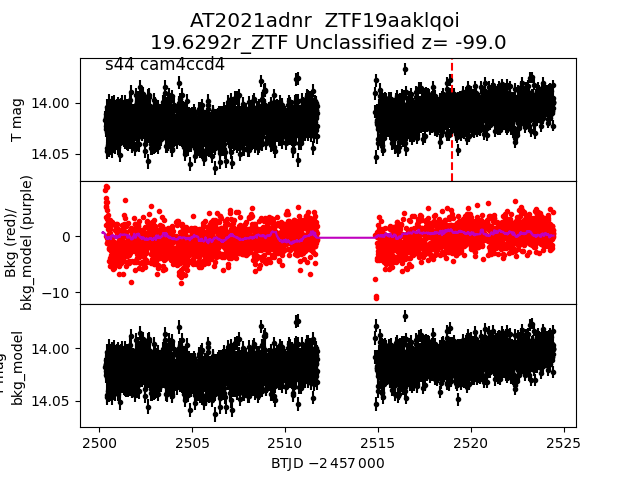 AT2021adnr  ZTF19aaklqoi
19.6292r_ZTF Unclassified z= -99.0
s44 cam4ccd4
T mag
14.00
14.05
Bkg (red)/
bkg_model (purple)
0
−10
bkg_model
14.00
14.05
2500
2505
2510
2515
2520
2525
BTJD −2 457 000